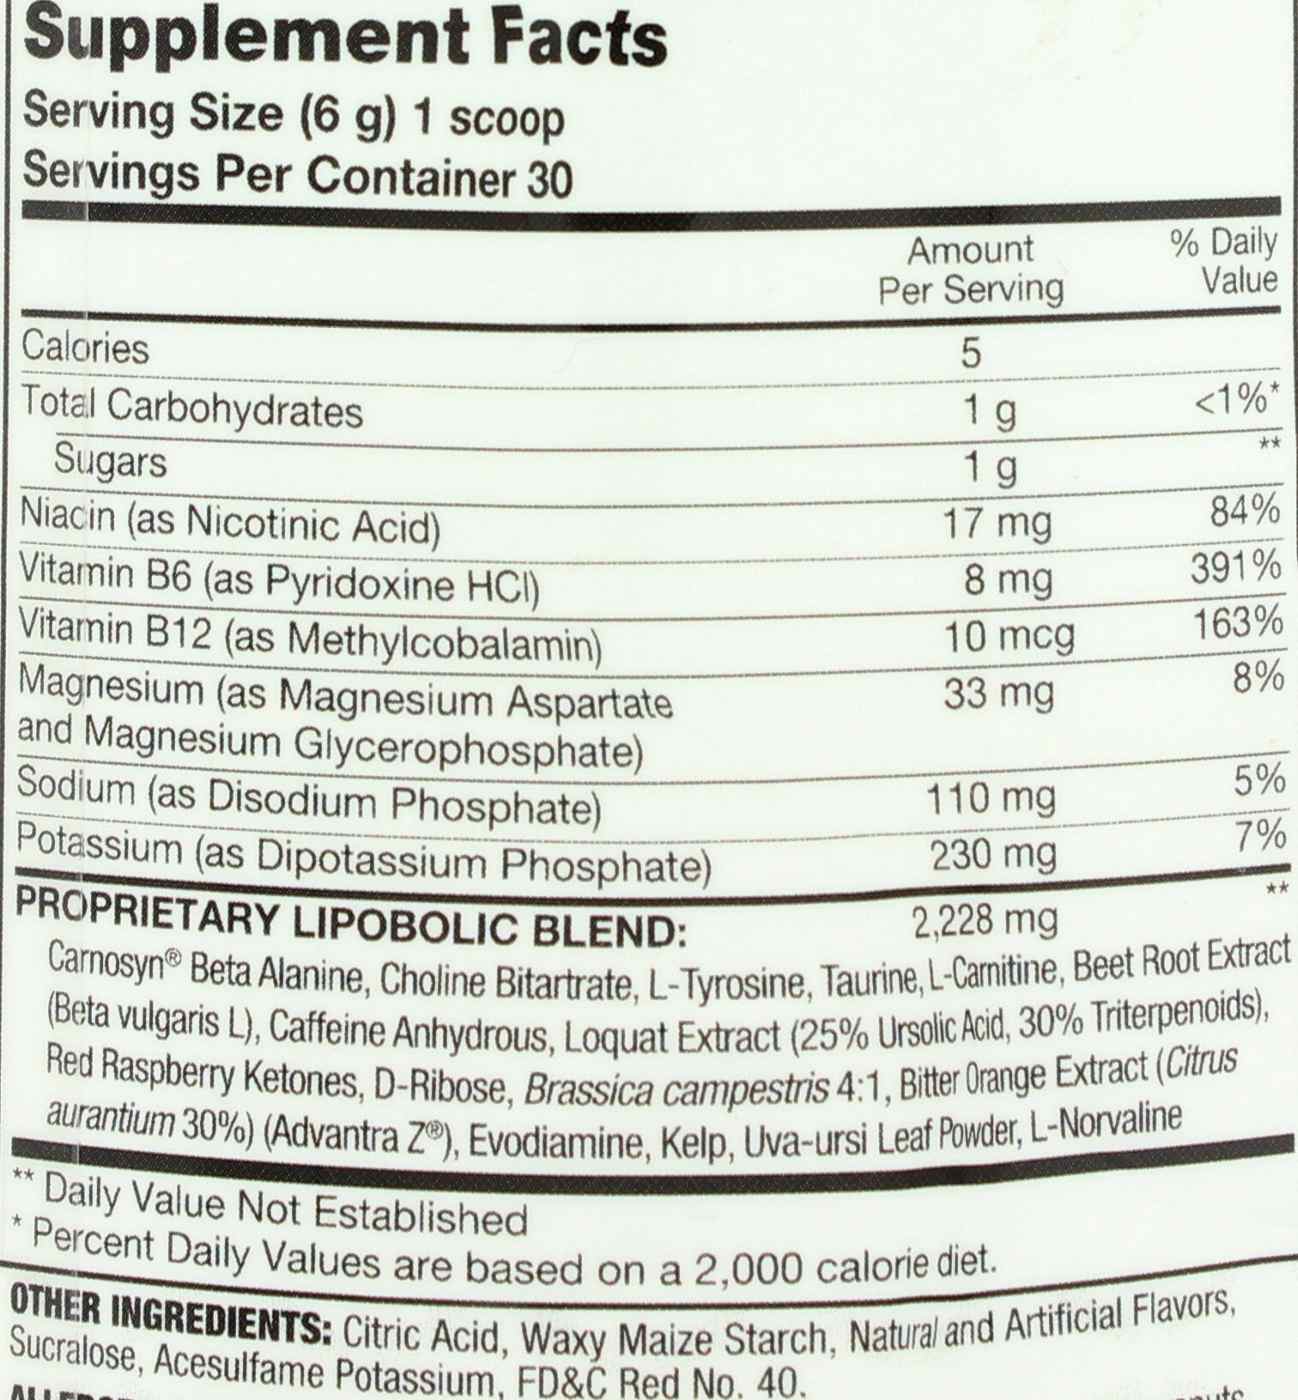 Supplement Facts
Serving Size (6 g) 1 scoop
Servings Per Container 30
Amount Per Serving % Daily Value
Calories 5
Total Carbohydrates 1 g <1%*
Sugars 1 g **
Niacin (as Nicotinic Acid) 17 mg 84%
Vitamin B6 (as Pyridoxine HCl) 8 mg 391%
Vitamin B12 (as Methylcobalamin) 10 mcg 163%
Magnesium (as Magnesium Aspartate 33 mg 8%
and Magnesium Glycerophosphate)
Sodium (as Disodium Phosphate) 110 mg 5%
Potassium (as Dipotassium Phosphate) 230 mg 7%
PROPRIETARY LIPOBOLIC BLEND: 2,228 mg **
Carnosyn® Beta Alanine, Choline Bitartrate, L-Tyrosine, Taurine, L-Carnitine, Beet Root Extract
(Beta vulgaris L), Caffeine Anhydrous, Loquat Extract (25% Ursolic Acid, 30% Triterpenoids),
Red Raspberry Ketones, D-Ribose, Brassica campestris 4:1, Bitter Orange Extract (Citrus
aurantium 30%) (Advantra Z®), Evodiamine, Kelp, Uva-ursi Leaf Powder, L-Norvaline
** Daily Value Not Established
* Percent Daily Values are based on a 2,000 calorie diet.
OTHER INGREDIENTS: Citric Acid, Waxy Maize Starch, Natural and Artificial Flavors,
Sucralose, Acesulfame Potassium, FD&C Red No. 40.